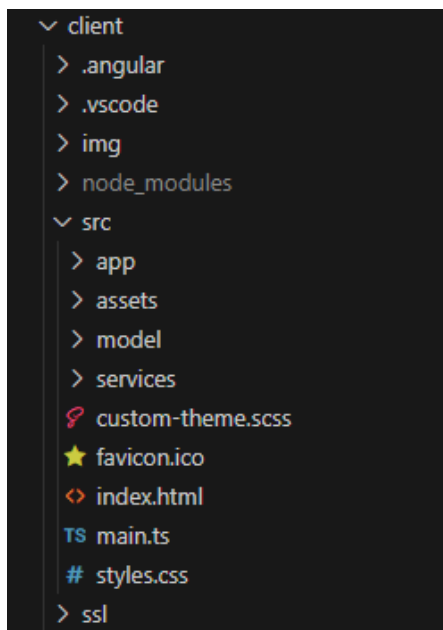 client
.angular
.vscode
img
node_modules
src
app
assets
model
services
custom-theme.scss
favicon.ico
<> index.html
TS main.ts
# styles.css
ssl